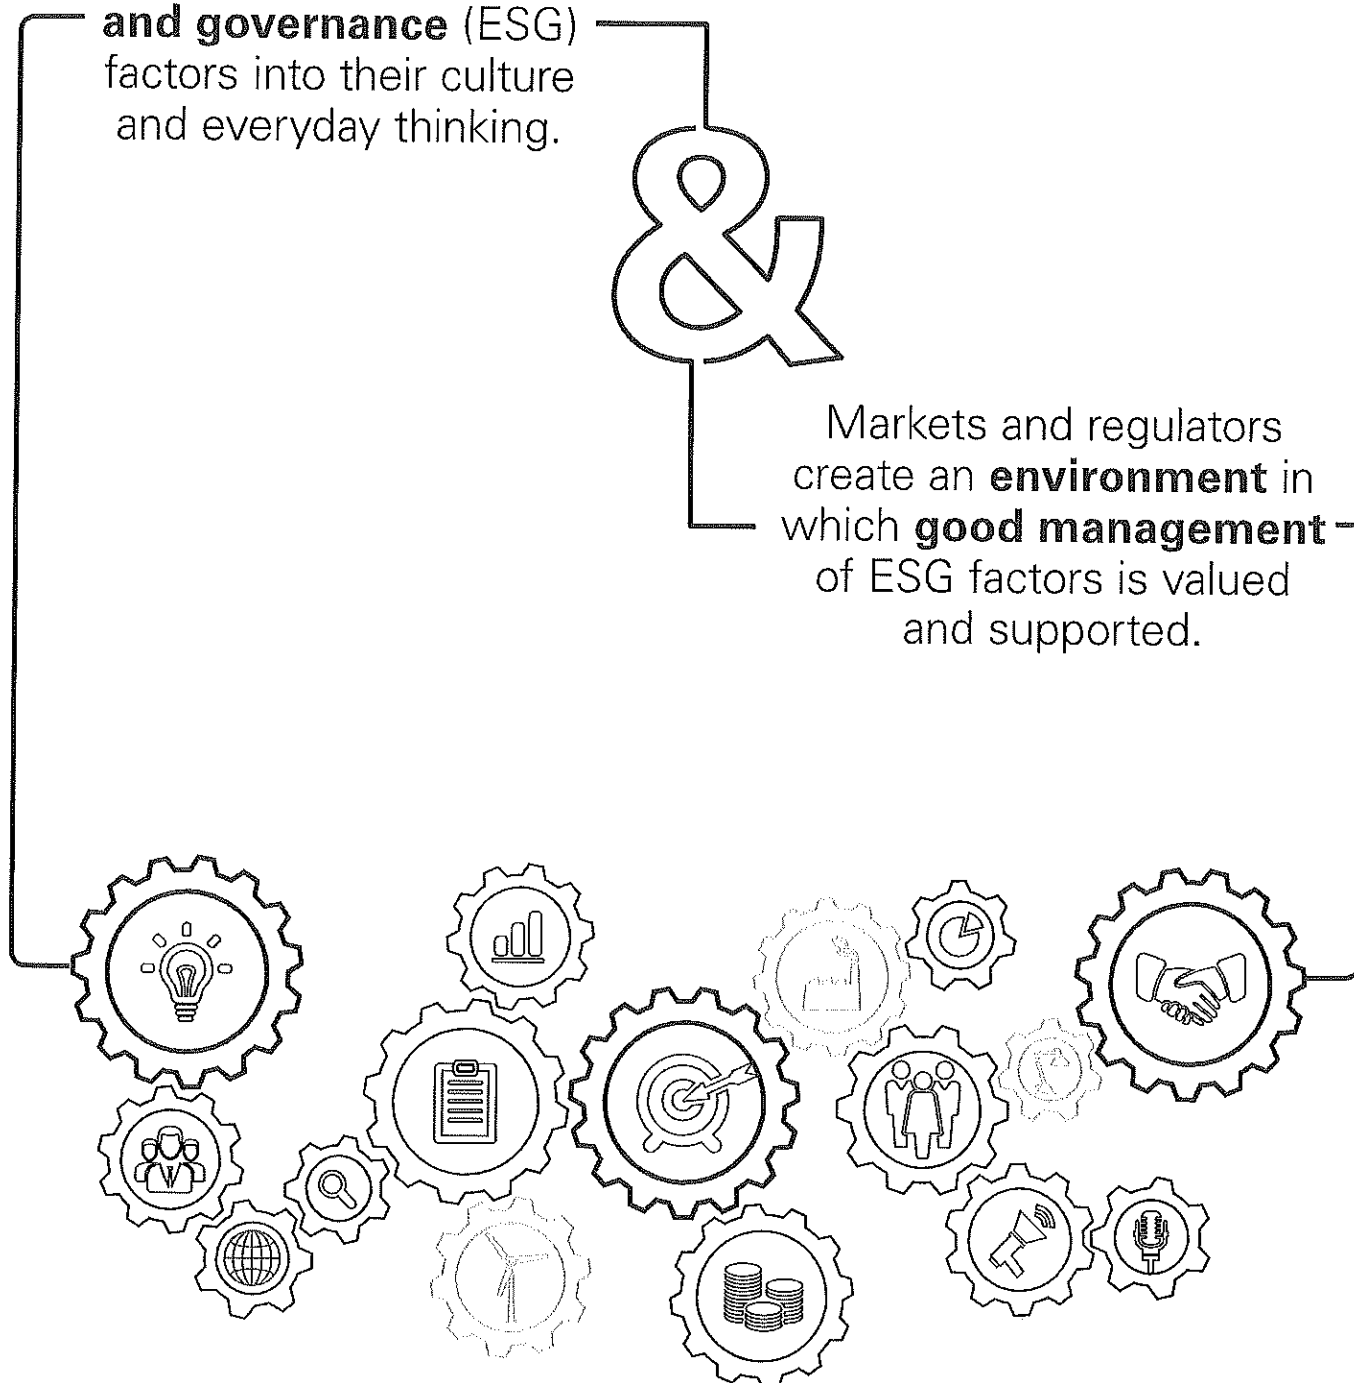 and governance (ESG)
factors into their culture
and everyday thinking.
&
Markets and regulators
create an environment in
which good management
of ESG factors is valued
and supported.